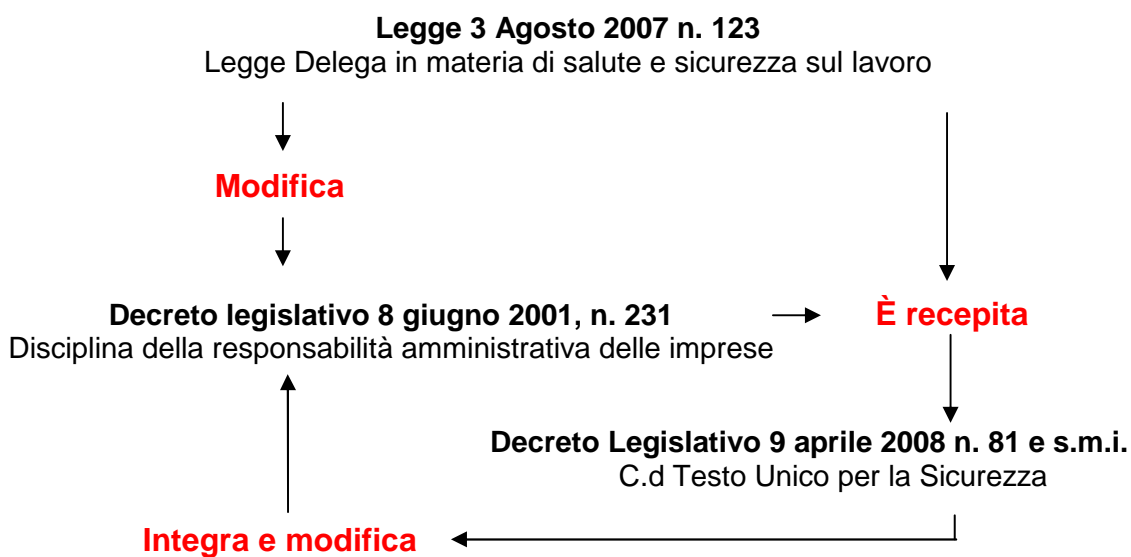 Legge 3 Agosto 2007 n. 123
Legge Delega in materia di salute e sicurezza sul lavoro
Modifica
Decreto legislativo 8 giugno 2001, n. 231
Disciplina della responsabilità amministrativa delle imprese
È recepita
Decreto Legislativo 9 aprile 2008 n. 81 e s.m.i.
C.d Testo Unico per la Sicurezza
Integra e modifica